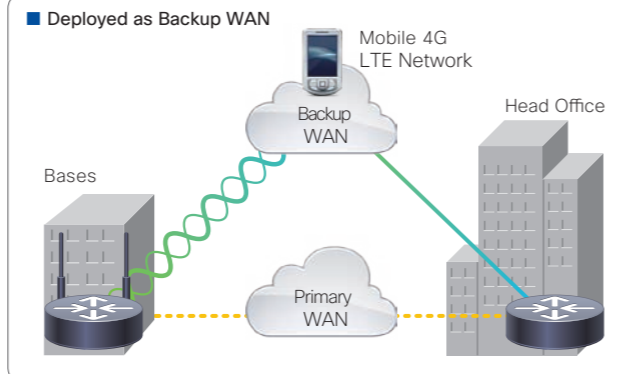 ■ Deployed as Backup WAN
Mobile 4G
LTE Network
Backup
WAN
Head Office
Bases
Primary
WAN